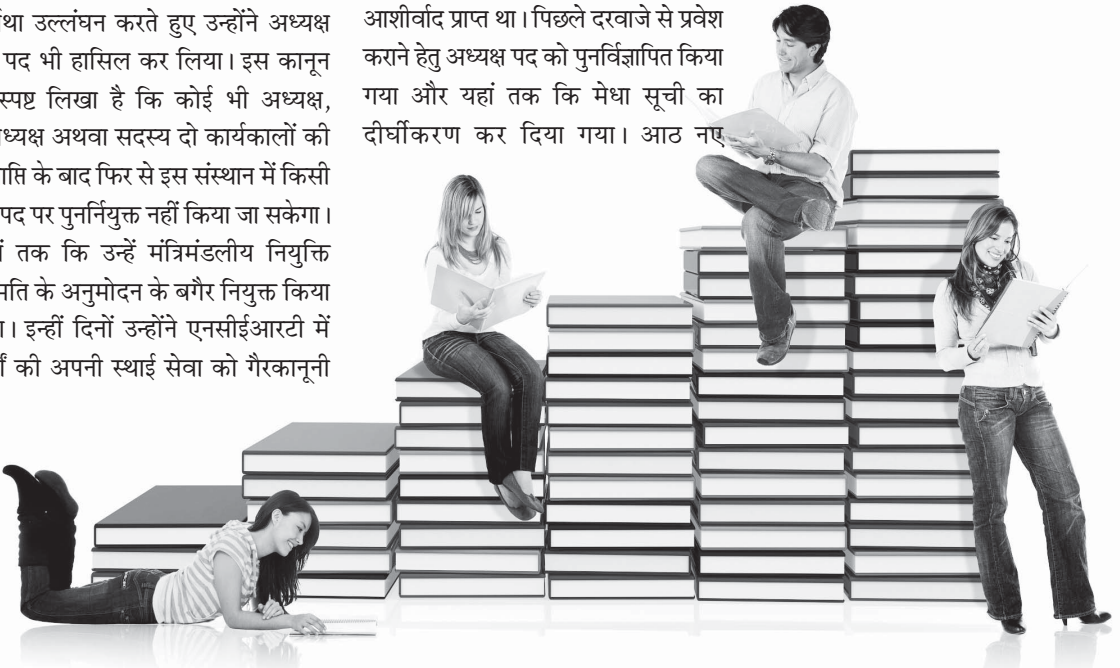 उल्लंघन करते हुए उन्होंने अध्यक्ष
पद भी हासिल कर लिया। इस कानून
स्पष्ट लिखा है कि कोई भी अध्यक्ष,
अथवा सदस्य दो कार्यकालों की
के बाद फिर से इस संस्थान में किसी
पद पर पुनर्नियुक्त नहीं किया जा सकेगा।
तक कि उन्हें मंत्रिमंडलीय नियुक्ति
के अनुमोदन के बगैर नियुक्त किया
इन्हीं दिनों उन्होंने एनसीईआरटी में
की अपनी स्थाई सेवा को गैरकानूनी
आशीर्वाद प्राप्त था। पिछले दरवाजे से प्रवेश
कराने हेतु अध्यक्ष पद को पुनर्विज्ञापित किया
गया और यहां तक कि मेधा सूची का
दीर्घीकरण कर दिया गया। आठ नए